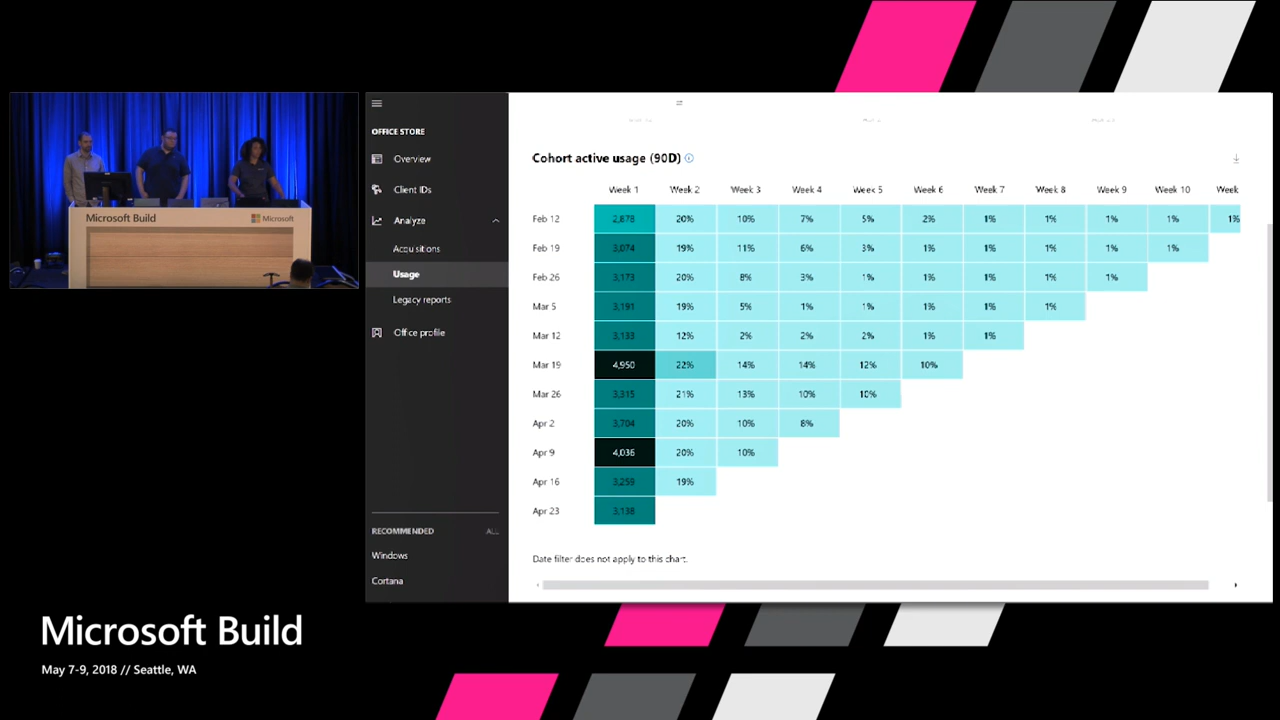 Microsoft Build
Microsoft
OFFICE STORE
Overview
Client IDs
Analyze
Acquisitions
Usage
Legacy reports
Office profile
RECOMMENDED ALL
Windows
Cortana
Cohort active usage (90D)
Week 1 Week 2 Week 3 Week 4 Week 5 Week 6 Week 7 Week 8 Week 9 Week 10 Week
Feb 12 2,878 20% 10% 7% 5% 2% 1% 1% 1% 1% 1%
Feb 19 3,074 19% 11% 6% 3% 1% 1% 1% 1% 1%
Feb 26 3,173 20% 8% 3% 1% 1% 1% 1% 1%
Mar 5 3,191 19% 5% 1% 1% 1% 1% 1%
Mar 12 3,133 12% 2% 2% 2% 1% 1%
Mar 19 4,950 22% 14% 14% 12% 10%
Mar 26 3,315 21% 13% 10% 10%
Apr 2 3,704 20% 10% 8%
Apr 9 4,036 20% 10%
Apr 16 3,259 19%
Apr 23 3,138
Date filter does not apply to this chart.
Microsoft Build
May 7-9, 2018 // Seattle, WA